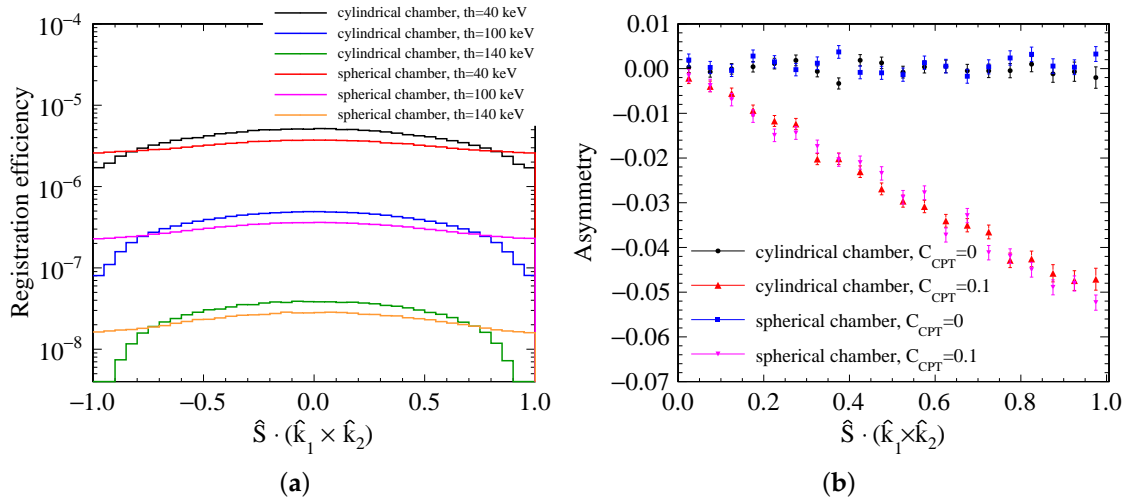 cylindrical chamber, th=40 keV
cylindrical chamber, th=100 keV
cylindrical chamber, th=140 keV
spherical chamber, th=40 keV
spherical chamber, th=100 keV
spherical chamber, th=140 keV
Registration efficiency
10⁻⁴
10⁻⁵
10⁻⁶
10⁻⁷
10⁻⁸
−1.0 −0.5 0.0 0.5 1.0
Ŝ · (k̂₁ × k̂₂)
(a)
Asymmetry
0.01
0.00
−0.01
−0.02
−0.03
−0.04
−0.05
−0.06
−0.07
cylindrical chamber, C_CPT=0
cylindrical chamber, C_CPT=0.1
spherical chamber, C_CPT=0
spherical chamber, C_CPT=0.1
0.0 0.2 0.4 0.6 0.8 1.0
Ŝ · (k̂₁×k̂₂)
(b)